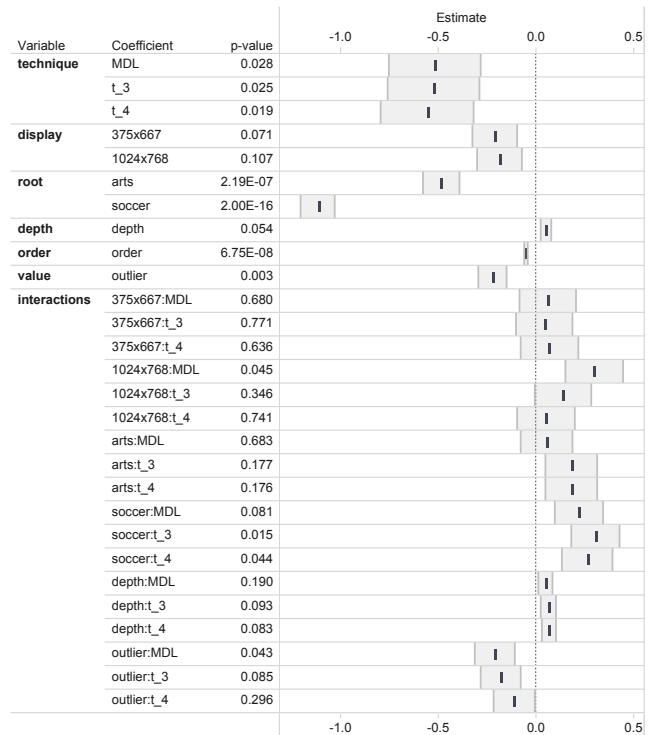 Estimate
-1.0 -0.5 0.0 0.5
Variable Coefficient p-value
technique MDL 0.028
t_3 0.025
t_4 0.019
display 375x667 0.071
1024x768 0.107
root arts 2.19E-07
soccer 2.00E-16
depth depth 0.054
order order 6.75E-08
value outlier 0.003
interactions 375x667:MDL 0.680
375x667:t_3 0.771
375x667:t_4 0.636
1024x768:MDL 0.045
1024x768:t_3 0.346
1024x768:t_4 0.741
arts:MDL 0.683
arts:t_3 0.177
arts:t_4 0.176
soccer:MDL 0.081
soccer:t_3 0.015
soccer:t_4 0.044
depth:MDL 0.190
depth:t_3 0.093
depth:t_4 0.083
outlier:MDL 0.043
outlier:t_3 0.085
outlier:t_4 0.296
-1.0 -0.5 0.0 0.5